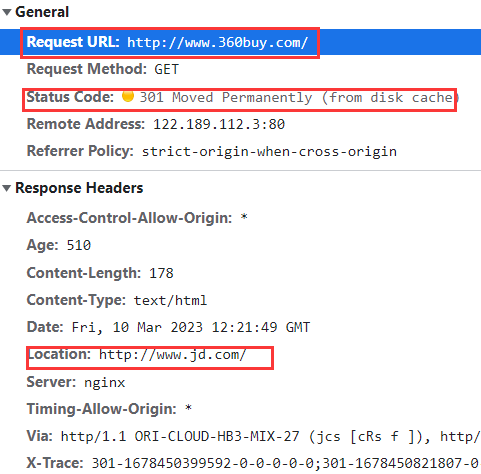 General
Request URL: http://www.360buy.com/
Request Method: GET
Status Code: 301 Moved Permanently (from disk cache)
Remote Address: 122.189.112.3:80
Referrer Policy: strict-origin-when-cross-origin
Response Headers
Access-Control-Allow-Origin: *
Age: 510
Content-Length: 178
Content-Type: text/html
Date: Fri, 10 Mar 2023 12:21:49 GMT
Location: http://www.jd.com/
Server: nginx
Timing-Allow-Origin: *
Via: http/1.1 ORI-CLOUD-HB3-MIX-27 (jcs [cRs f ]), http/
X-Trace: 301-1678450399592-0-0-0-0-0;301-1678450821807-0